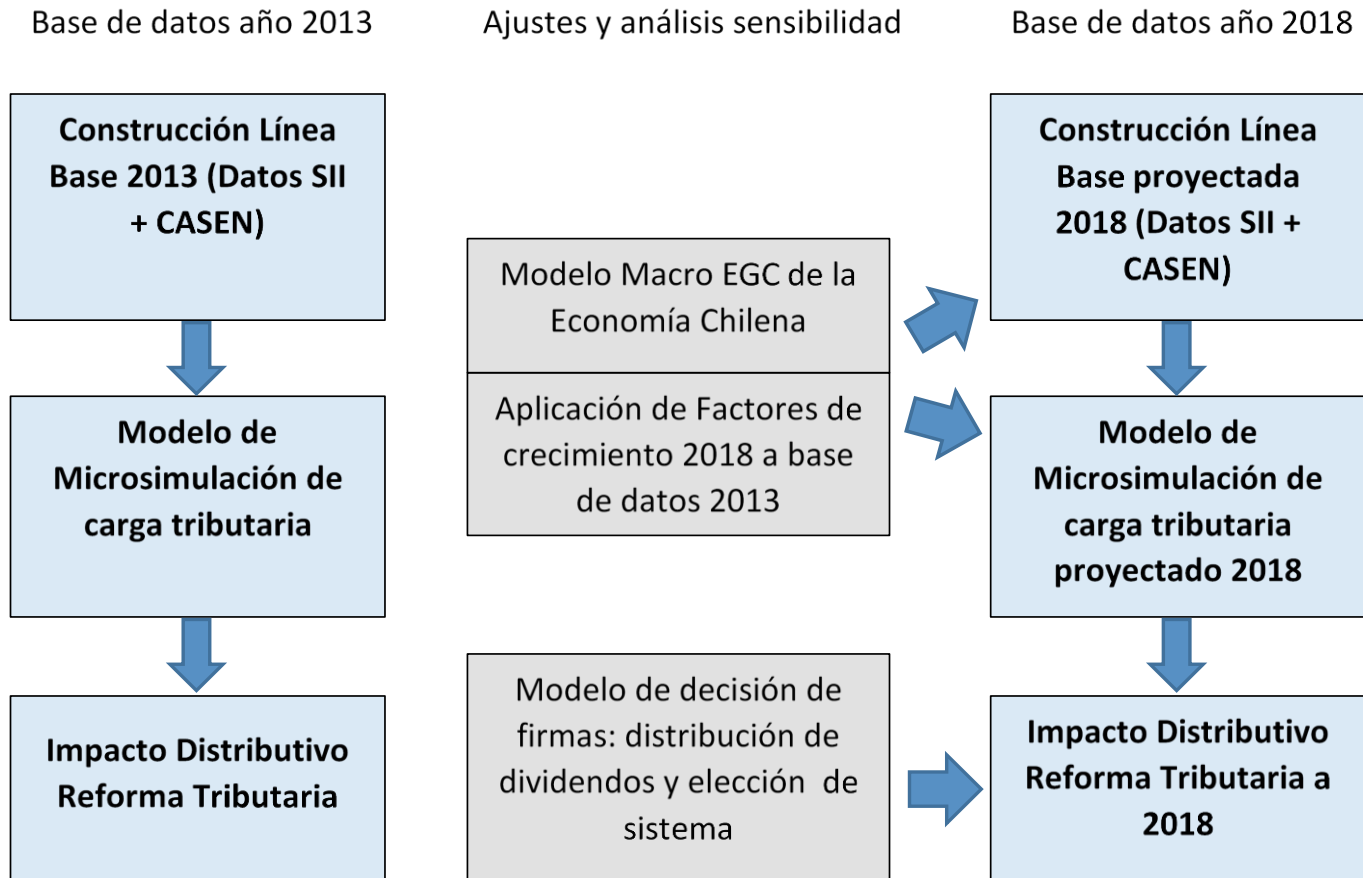 Base de datos año 2013
Ajustes y análisis sensibilidad
Base de datos año 2018
Construcción Línea
Base 2013 (Datos SII
+ CASEN)
Modelo de
Microsimulación de
carga tributaria
Impacto Distributivo
Reforma Tributaria
Modelo Macro EGC de la
Economía Chilena
Aplicación de Factores de
crecimiento 2018 a base
de datos 2013
Modelo de decisión de
firmas: distribución de
dividendos y elección de
sistema
Construcción Línea
Base proyectada
2018 (Datos SII +
CASEN)
Modelo de
Microsimulación de
carga tributaria
proyectado 2018
Impacto Distributivo
Reforma Tributaria a
2018